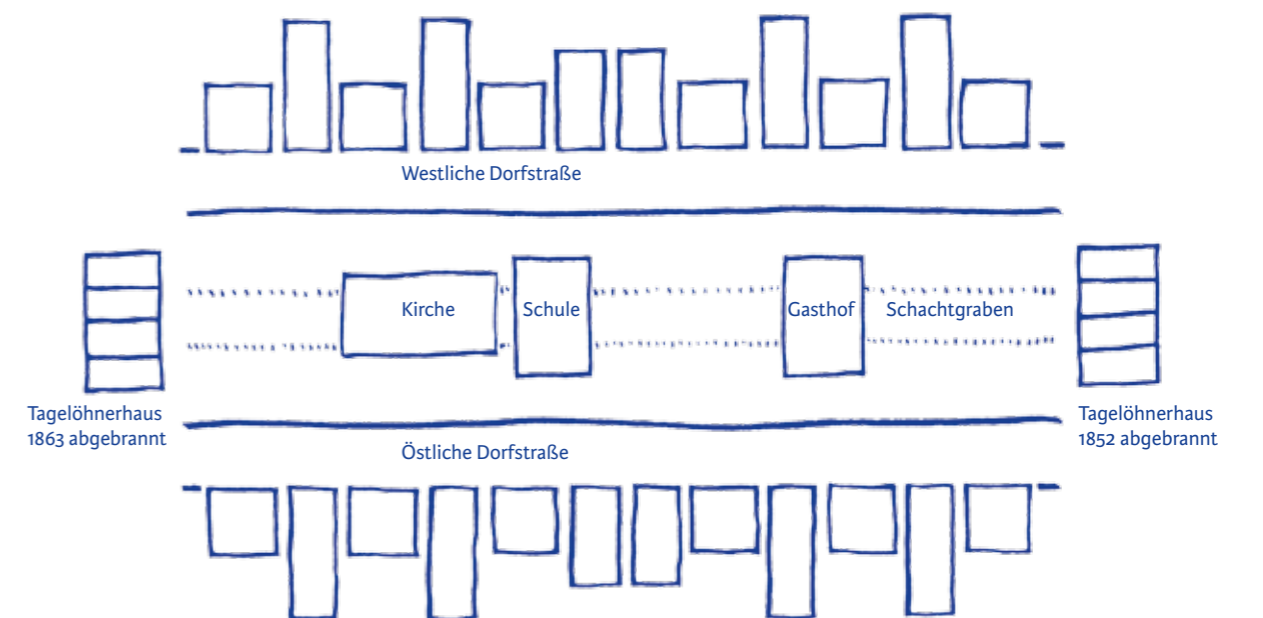 Westliche Dorfstraße
Kirche
Schule
Gasthof
Schachtgraben
Tagelöhnerhaus
1863 abgebrannt
Tagelöhnerhaus
1852 abgebrannt
Östliche Dorfstraße